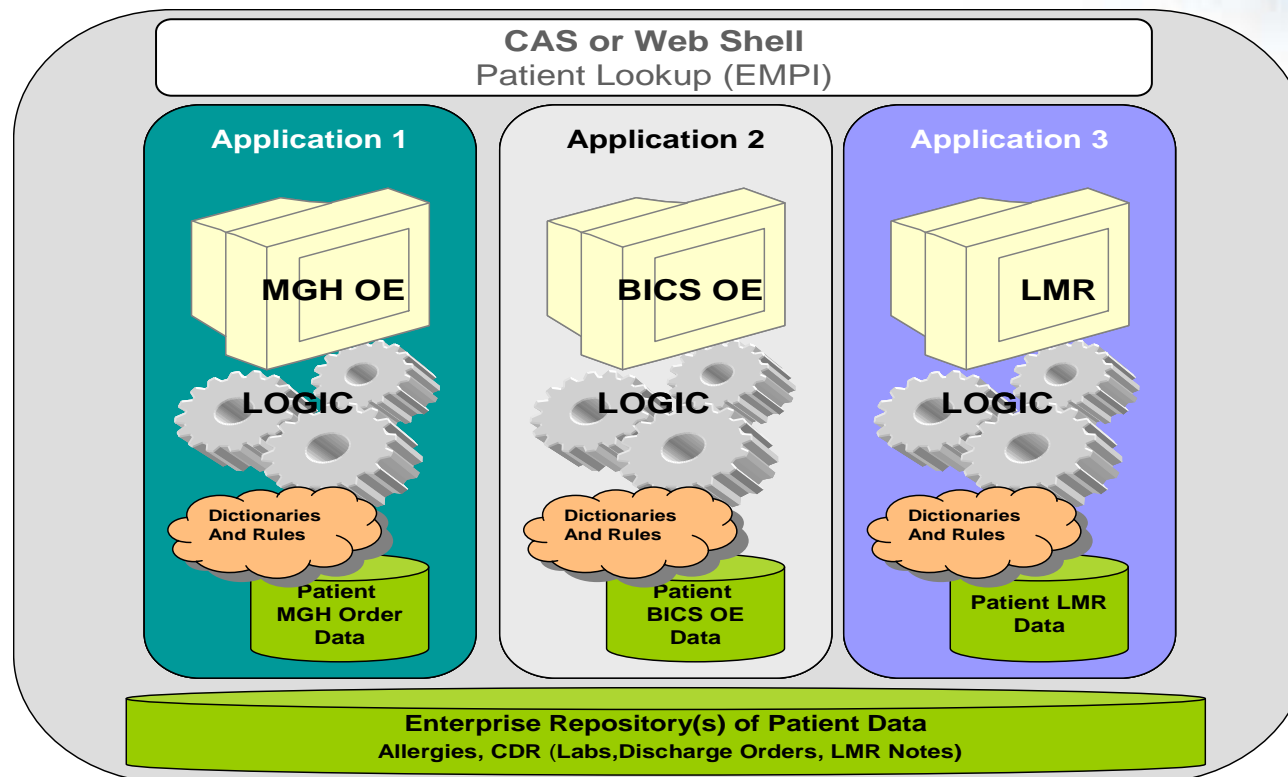 CAS or Web Shell
Patient Lookup (EMPI)
Application 1
MGH OE
LOGIC
Dictionaries
And Rules
Patient
MGH Order
Data
Application 2
BICS OE
LOGIC
Dictionaries
And Rules
Patient
BICS OE
Data
Application 3
LMR
LOGIC
Dictionaries
And Rules
Patient LMR
Data
Enterprise Repository(s) of Patient Data
Allergies, CDR (Labs,Discharge Orders, LMR Notes)